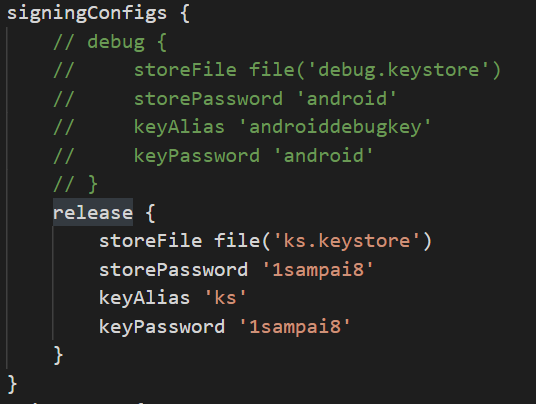 signingConfigs {
    // debug {
    //     storeFile file('debug.keystore')
    //     storePassword 'android'
    //     keyAlias 'androiddebugkey'
    //     keyPassword 'android'
    // }
    release {
        storeFile file('ks.keystore')
        storePassword '1sampai8'
        keyAlias 'ks'
        keyPassword '1sampai8'
    }
}